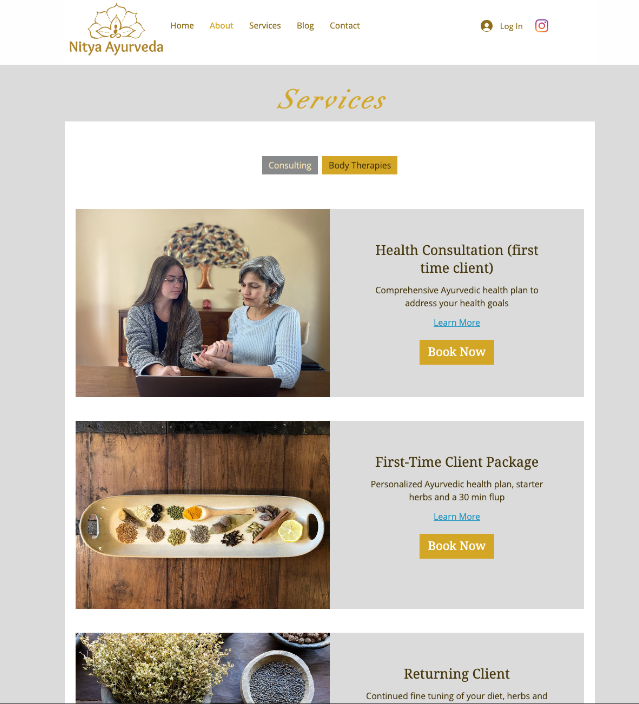 Nitya Ayurveda
Home About Services Blog Contact
Log In
Services
Consulting Body Therapies
Health Consultation (first
time client)
Comprehensive Ayurvedic health plan to
address your health goals
Learn More
Book Now
First-Time Client Package
Personalized Ayurvedic health plan, starter
herbs and a 30 min flup
Learn More
Book Now
Returning Client
Continued fine tuning of your diet, herbs and